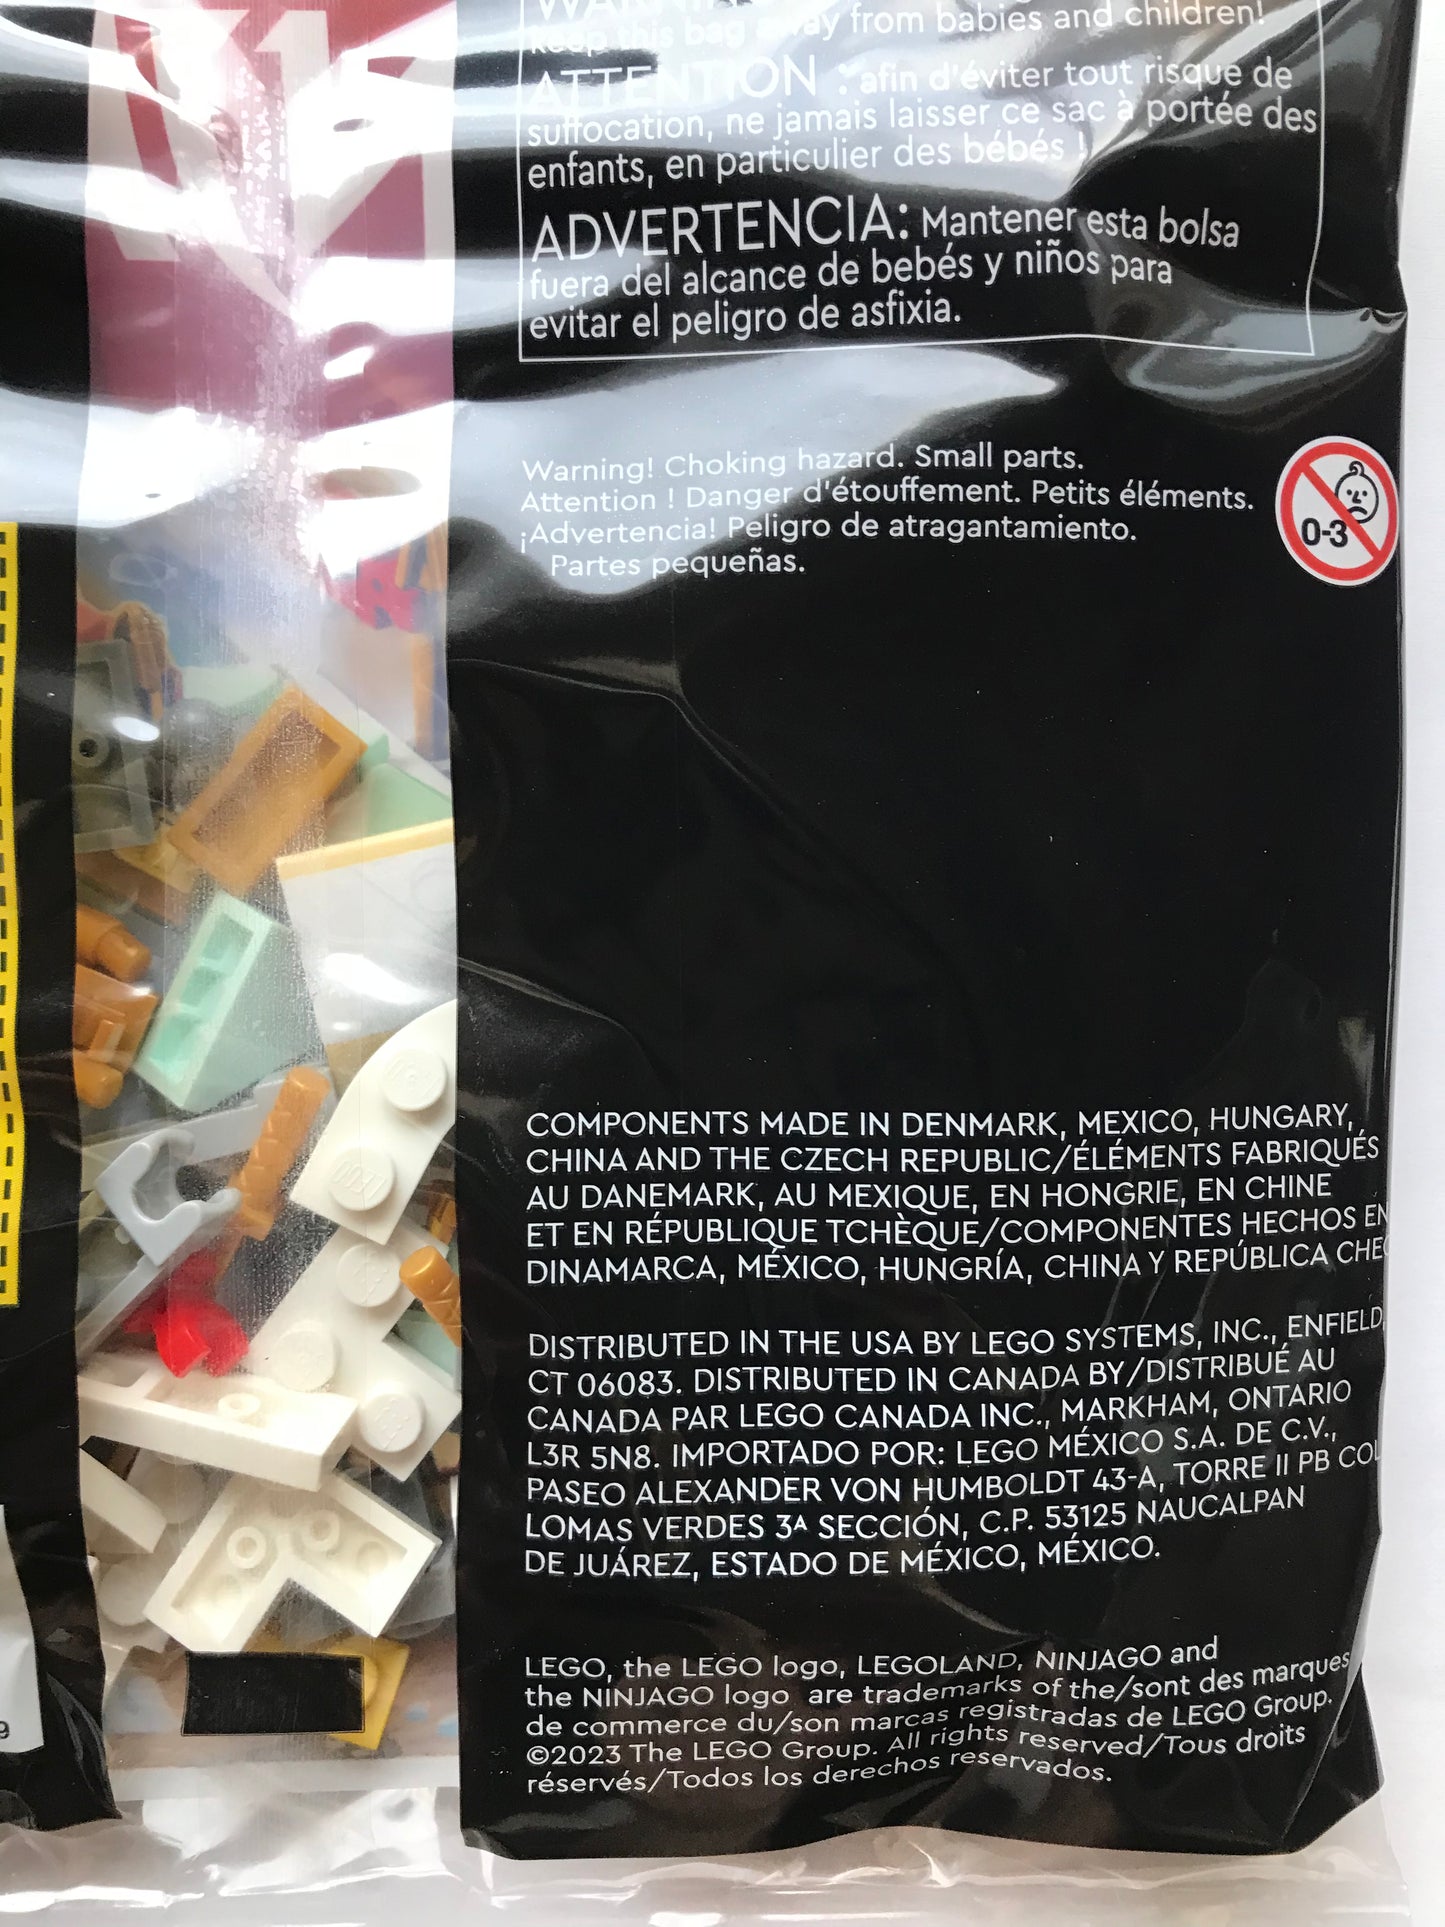 WARNING
keep this bag away from babies and children!
ATTENTION : afin d'éviter tout risque de
suffocation, ne jamais laisser ce sac à portée des
enfants, en particulier des bébés !
ADVERTENCIA: Mantener esta bolsa
fuera del alcance de bebés y niños para
evitar el peligro de asfixia.
Warning! Choking hazard. Small parts.
Attention ! Danger d'étouffement. Petits éléments.
¡Advertencia! Peligro de atragantamiento.
Partes pequeñas.
0-3
COMPONENTS MADE IN DENMARK, MEXICO, HUNGARY,
CHINA AND THE CZECH REPUBLIC/ÉLÉMENTS FABRIQUÉS
AU DANEMARK, AU MEXIQUE, EN HONGRIE, EN CHINE
ET EN RÉPUBLIQUE TCHÈQUE/COMPONENTES HECHOS EN
DINAMARCA, MÉXICO, HUNGRÍA, CHINA Y REPÚBLICA CHEC
DISTRIBUTED IN THE USA BY LEGO SYSTEMS, INC., ENFIELD,
CT 06083. DISTRIBUTED IN CANADA BY/DISTRIBUÉ AU
CANADA PAR LEGO CANADA INC., MARKHAM, ONTARIO
L3R 5N8. IMPORTADO POR: LEGO MÉXICO S.A. DE C.V.,
PASEO ALEXANDER VON HUMBOLDT 43-A, TORRE II PB COL
LOMAS VERDES 3ᴬ SECCIÓN, C.P. 53125 NAUCALPAN
DE JUÁREZ, ESTADO DE MÉXICO, MÉXICO.
LEGO, the LEGO logo, LEGOLAND, NINJAGO and
the NINJAGO logo are trademarks of the/sont des marques
de commerce du/son marcas registradas de LEGO Group.
©2023 The LEGO Group. All rights reserved/Tous droits
réservés/Todos los derechos reservados.
9